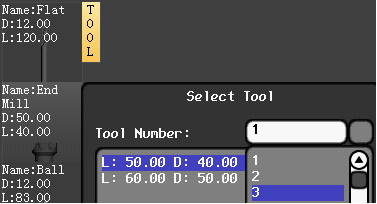 Name:Flat
D:12.00
L:120.00
TOOL
Name:End
Mill
D:50.00
L:40.00
Name:Ball
D:12.00
L:83.00
Select Tool
Tool Number:
1
L: 50.00 D: 40.00
L: 60.00 D: 50.00
1
2
3